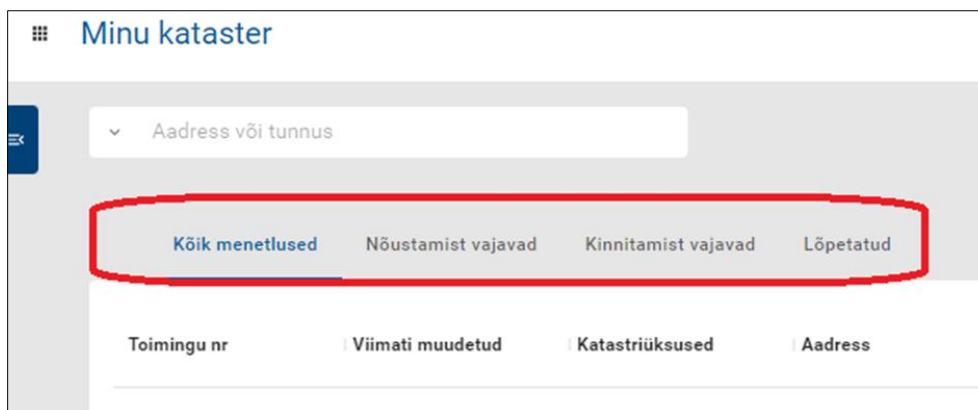 Minu kataster
Aadress või tunnus
Kõik menetlused Nõustamist vajavad Kinnitamist vajavad Lõpetatud
Toimingu nr Viimati muudetud Katastriüksused Aadress